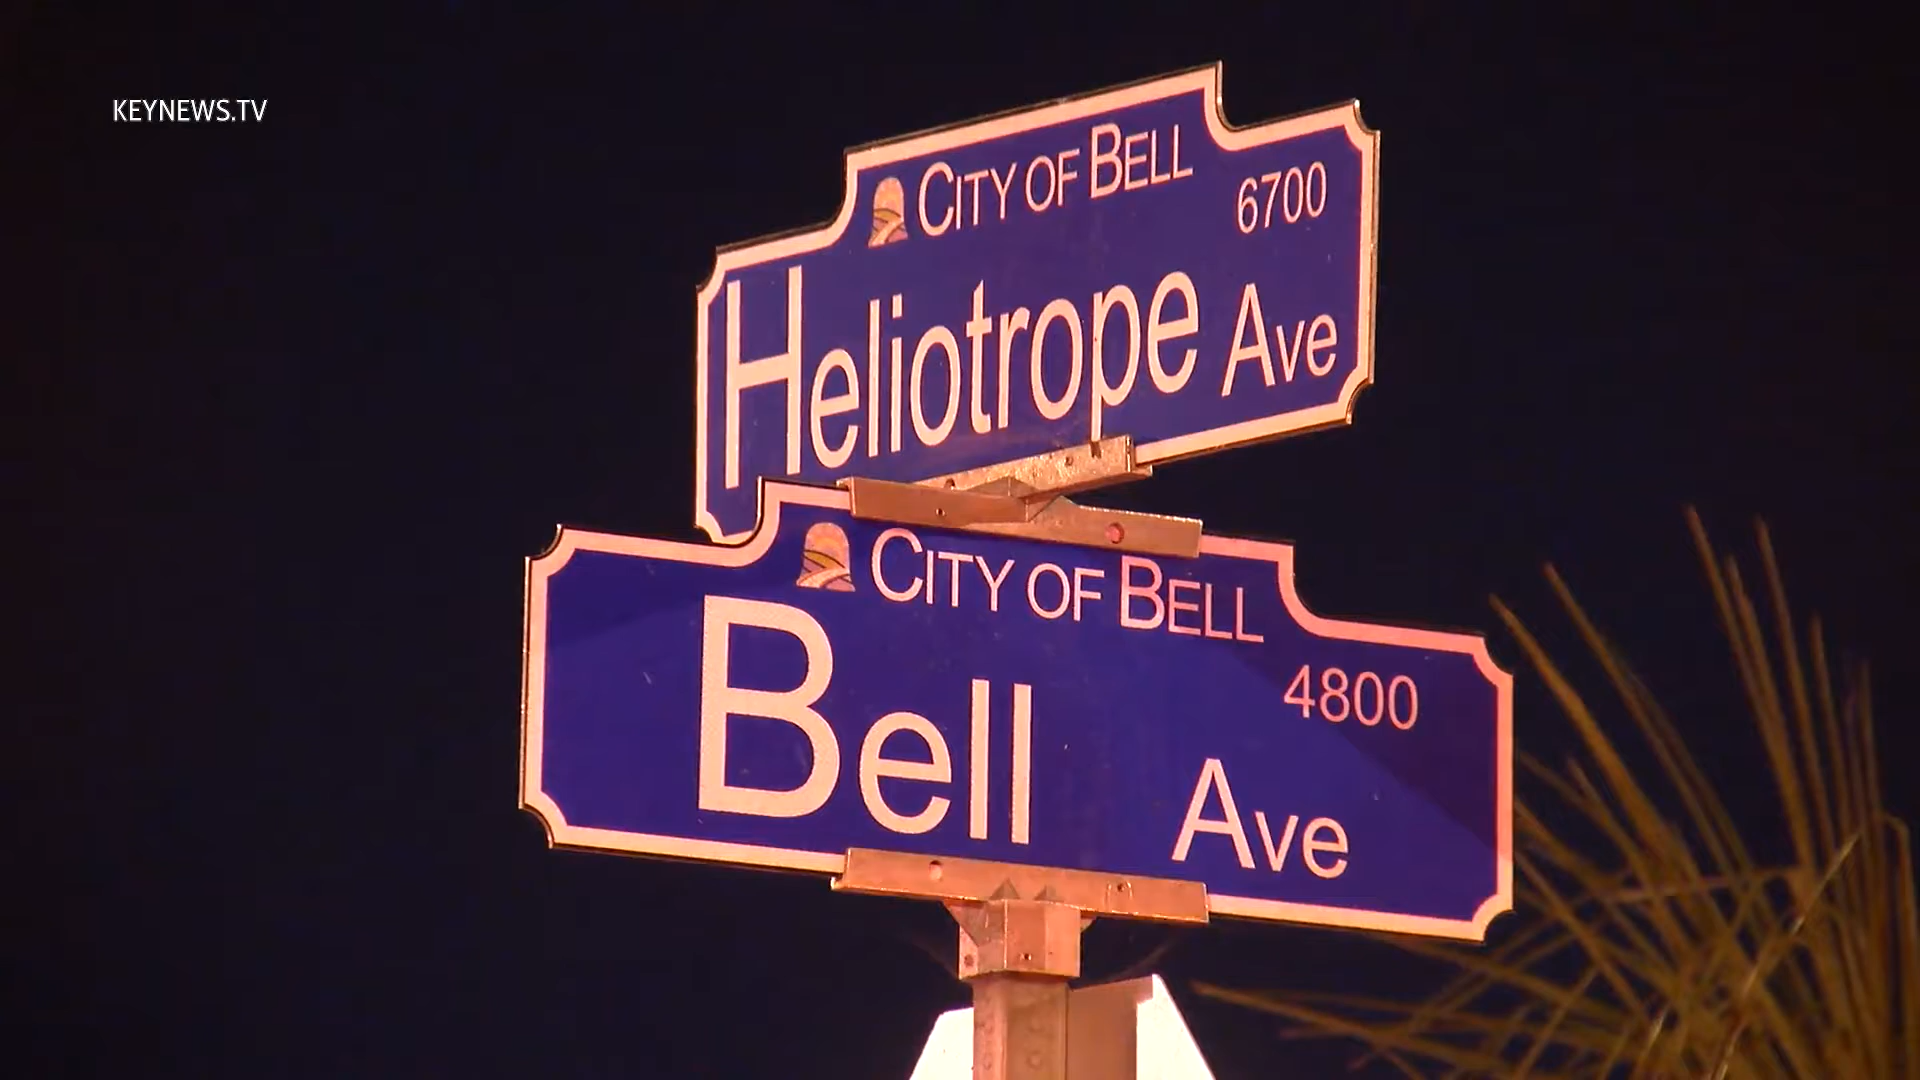 KEYNEWS.TV
CITY OF BELL
6700
Heliotrope Ave
CITY OF BELL
4800
Bell Ave